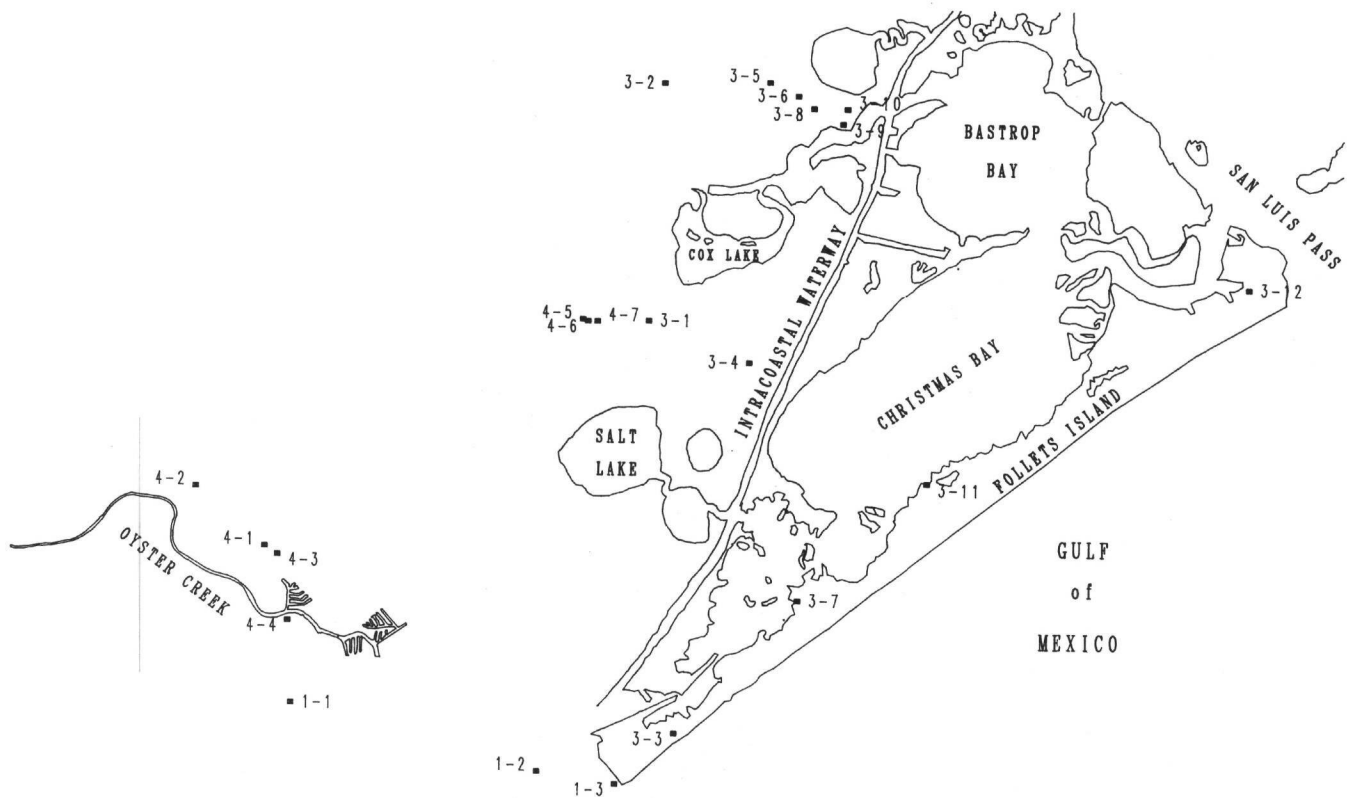 3-2
3-5
3-6
3-8
3-10
3-9
BASTROP
BAY
SAN LUIS PASS
COX LAKE
INTRACOASTAL WATERWAY
3-12
4-5
4-6
4-7
3-1
3-4
CHRISTMAS BAY
FOLLETS ISLAND
SALT
LAKE
4-2
3-11
OYSTER CREEK
4-1
4-3
GULF
of
MEXICO
3-7
4-4
1-1
3-3
1-2
1-3